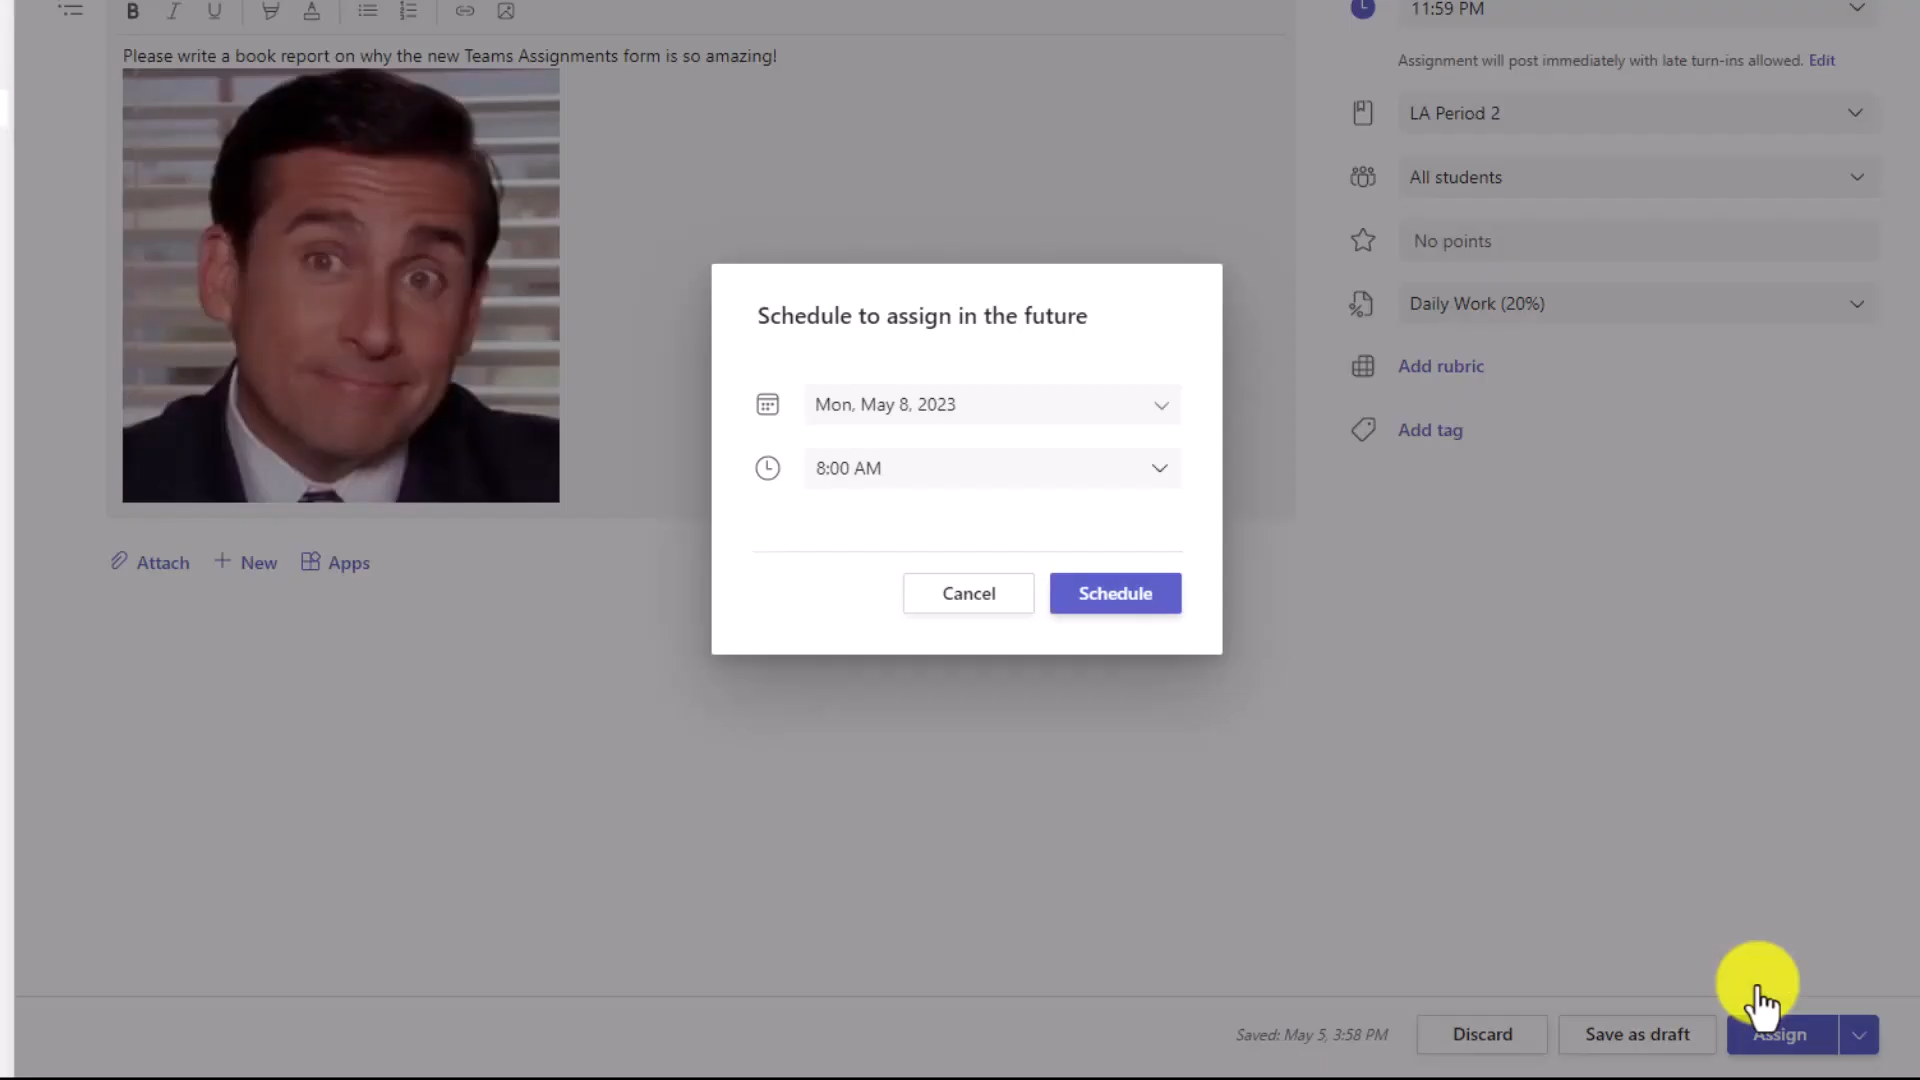 B I U A
11:59 PM
Please write a book report on why the new Teams Assignments form is so amazing!
Assignment will post immediately with late turn-ins allowed. Edit
LA Period 2
All students
No points
Daily Work (20%)
Add rubric
Add tag
Schedule to assign in the future
Mon, May 8, 2023
8:00 AM
Cancel Schedule
Attach New Apps
Saved: May 5, 3:58 PM Discard Save as draft Assign